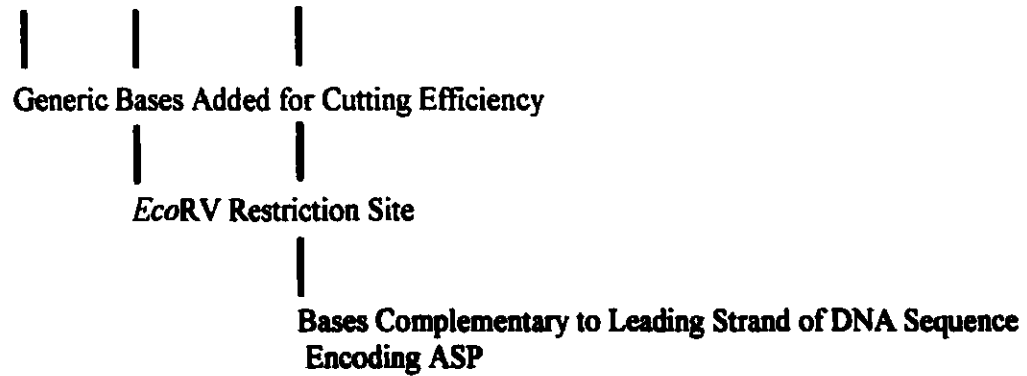 Generic Bases Added for Cutting Efficiency
EcoRV Restriction Site
Bases Complementary to Leading Strand of DNA Sequence
Encoding ASP